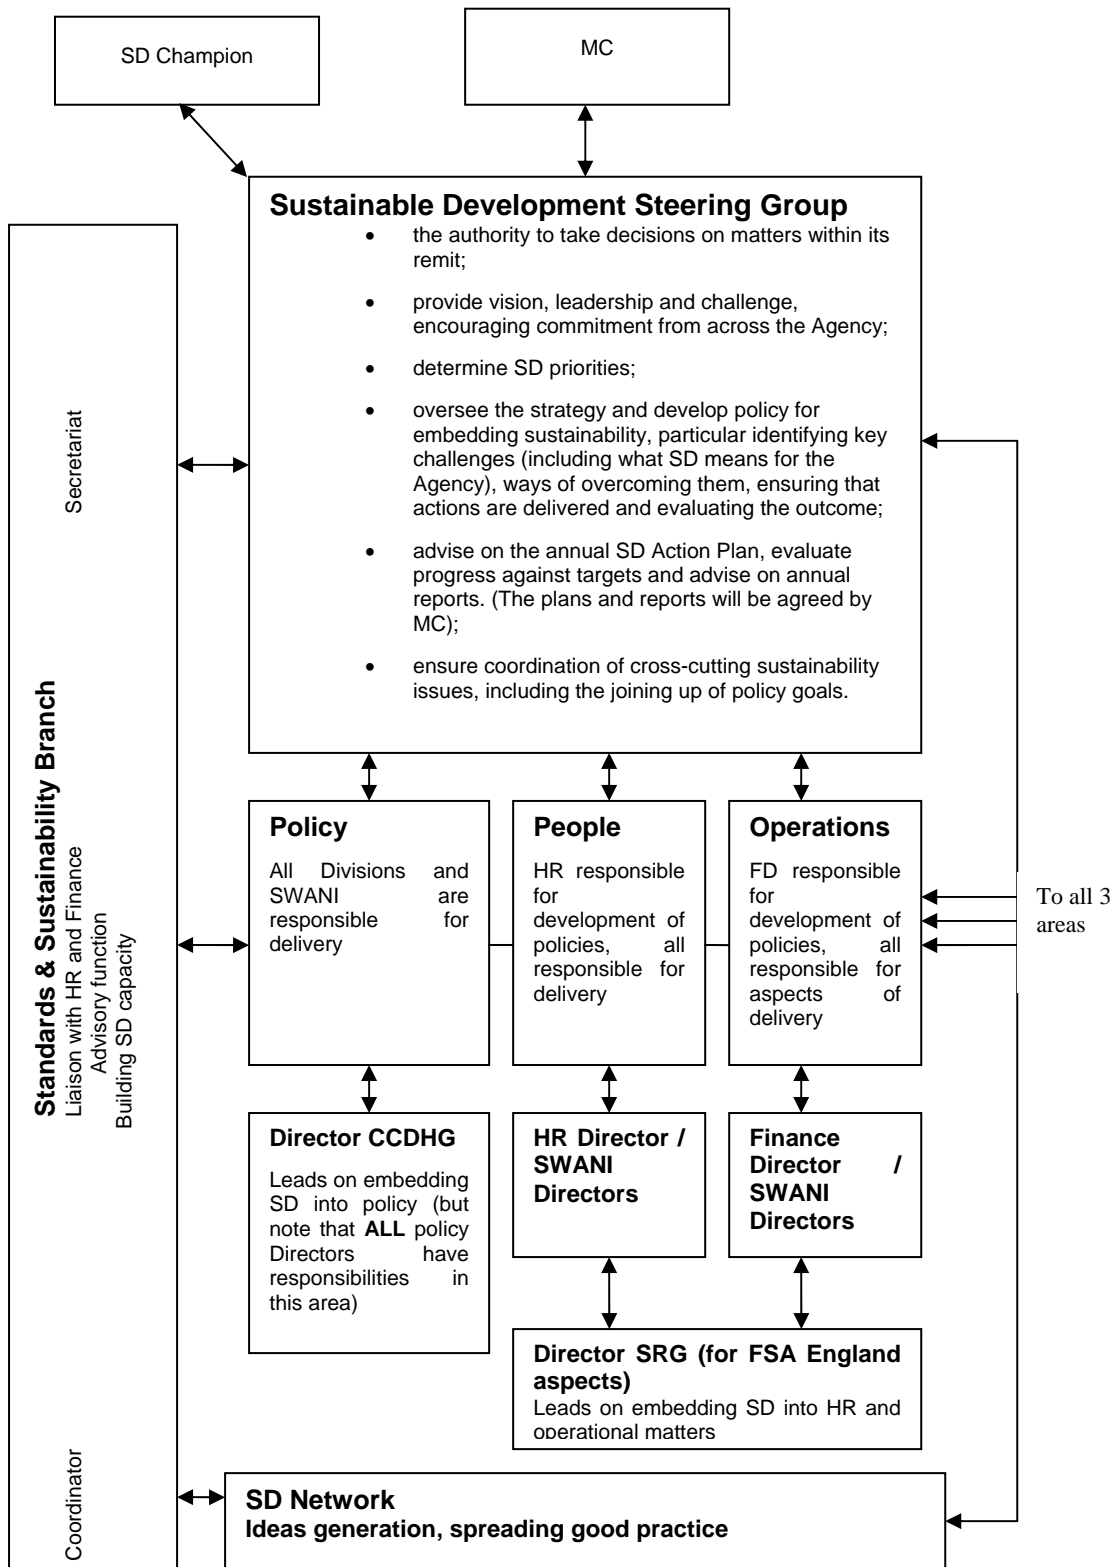 SD Champion
MC
Sustainable Development Steering Group
• the authority to take decisions on matters within its
remit;
• provide vision, leadership and challenge,
encouraging commitment from across the Agency;
• determine SD priorities;
• oversee the strategy and develop policy for
embedding sustainability, particular identifying key
challenges (including what SD means for the
Agency), ways of overcoming them, ensuring that
actions are delivered and evaluating the outcome;
• advise on the annual SD Action Plan, evaluate
progress against targets and advise on annual
reports. (The plans and reports will be agreed by
MC);
• ensure coordination of cross-cutting sustainability
issues, including the joining up of policy goals.
Secretariat
Standards & Sustainability Branch
Liaison with HR and Finance
Advisory function
Building SD capacity
Coordinator
Policy
All Divisions and
SWANI are
responsible for
delivery
People
HR responsible
for
development of
policies, all
responsible for
delivery
Operations
FD responsible
for
development of
policies, all
responsible for
aspects of
delivery
To all 3
areas
Director CCDHG
Leads on embedding
SD into policy (but
note that ALL policy
Directors have
responsibilities in
this area)
HR Director /
SWANI
Directors
Finance
Director /
SWANI
Directors
Director SRG (for FSA England
aspects)
Leads on embedding SD into HR and
operational matters
SD Network
Ideas generation, spreading good practice